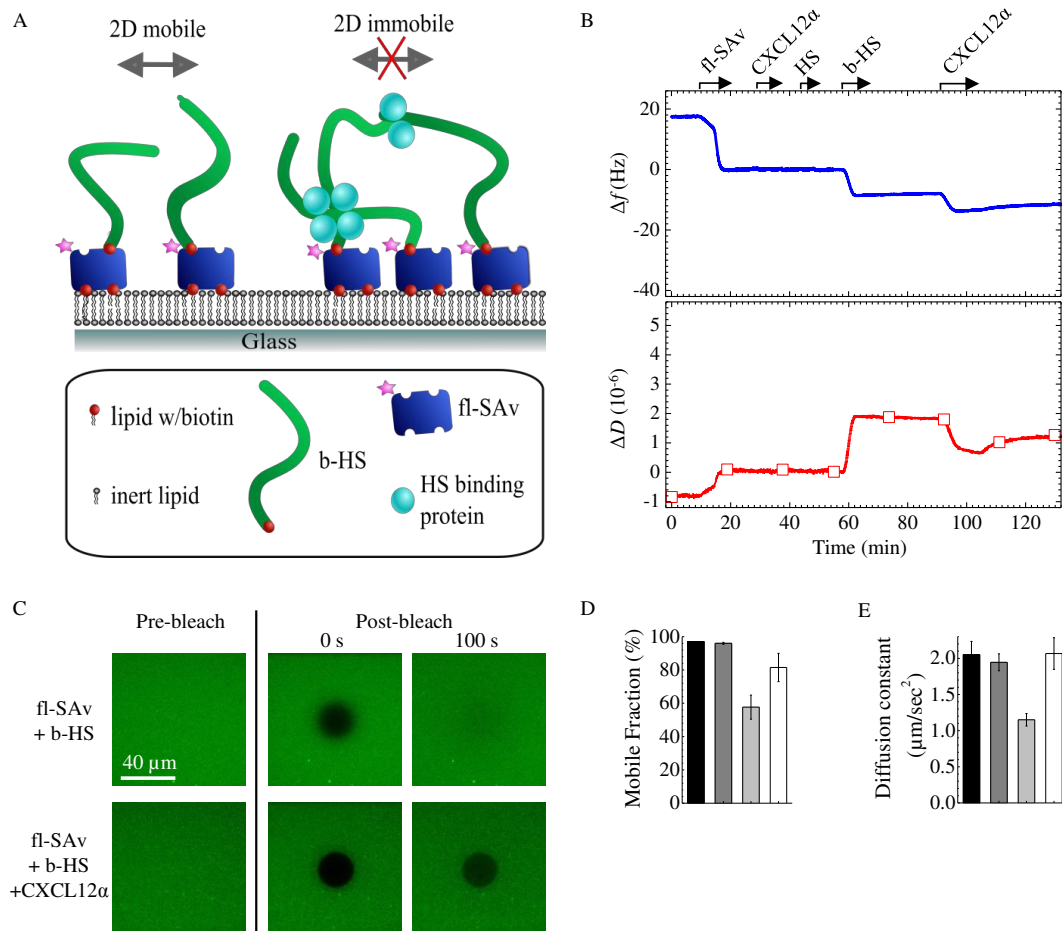 A
2D mobile
2D immobile
Glass
lipid w/biotin
inert lipid
b-HS
fl-SAv
HS binding
protein
B
fl-SAv
CXCL12α
HS
b-HS
CXCL12α
20
0
-20
-40
Δf (Hz)
5
4
3
2
1
0
-1
ΔD (10-6)
0
20
40
60
80
100
120
Time (min)
C
Pre-bleach
Post-bleach
0 s
100 s
fl-SAv
+ b-HS
40 µm
fl-SAv
+ b-HS
+CXCL12α
D
100
80
60
40
20
0
Mobile Fraction (%)
E
2.0
1.5
1.0
0.5
0.0
Diffusion constant
(µm/sec2)